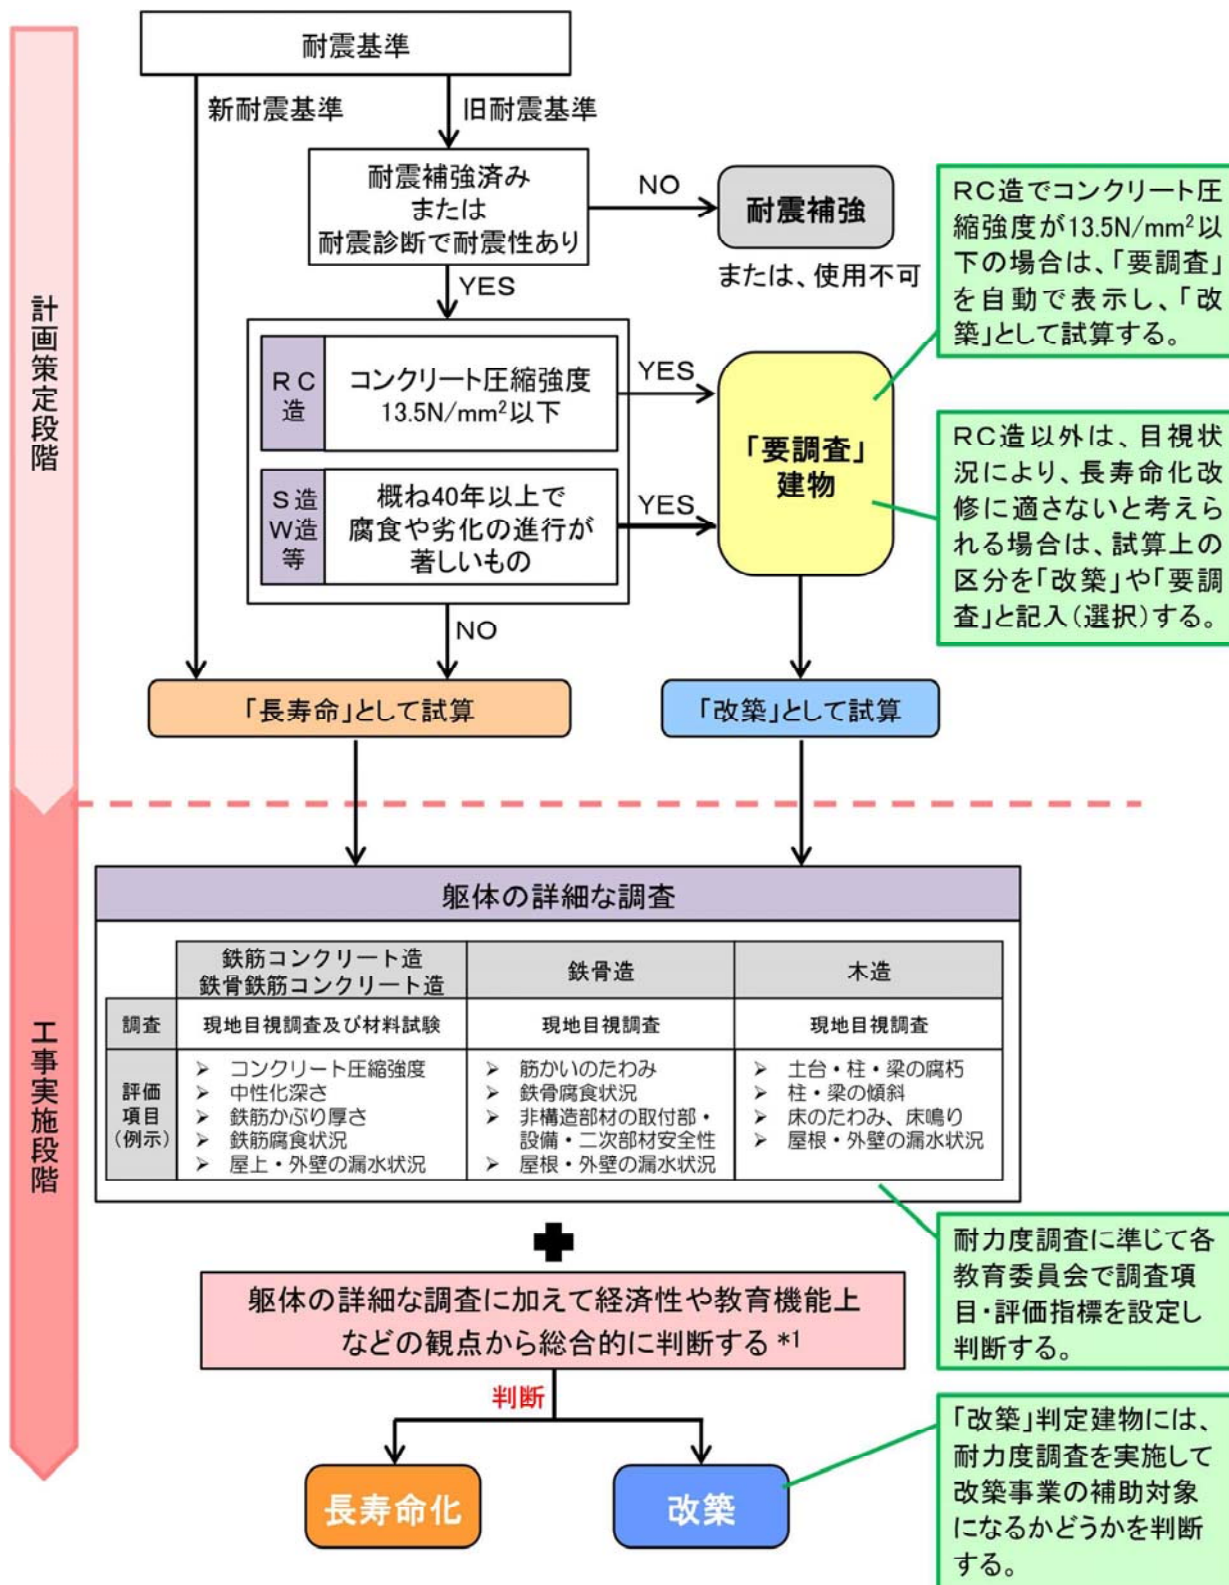 耐震基準
新耐震基準
旧耐震基準
耐震補強済み
または
耐震診断で耐震性あり
NO
耐震補強
または、使用不可
YES
RC造でコンクリート圧
縮強度が13.5N/mm²以
下の場合は、「要調査」
を自動で表示し、「改
築」として試算する。
計画策定段階
RC
造
コンクリート圧縮強度
13.5N/mm²以下
YES
S造
W造
等
概ね40年以上で
腐食や劣化の進行が
著しいもの
YES
「要調査」
建物
RC造以外は、目視状
況により、長寿命化改
修に適さないと考えら
れる場合は、試算上の
区分を「改築」や「要調
査」と記入(選択)する。
NO
「長寿命」として試算
「改築」として試算
工事実施段階
躯体の詳細な調査
鉄筋コンクリート造
鉄骨鉄筋コンクリート造
鉄骨造
木造
調査
現地目視調査及び材料試験
現地目視調査
現地目視調査
評価
項目
(例示)
➢ コンクリート圧縮強度
➢ 中性化深さ
➢ 鉄筋かぶり厚さ
➢ 鉄筋腐食状況
➢ 屋上・外壁の漏水状況
➢ 筋かいのたわみ
➢ 鉄骨腐食状況
➢ 非構造部材の取付部・
設備・二次部材安全性
➢ 屋根・外壁の漏水状況
➢ 土台・柱・梁の腐朽
➢ 柱・梁の傾斜
➢ 床のたわみ、床鳴り
➢ 屋根・外壁の漏水状況
耐力度調査に準じて各
教育委員会で調査項
目・評価指標を設定し
判断する。
躯体の詳細な調査に加えて経済性や教育機能上
などの観点から総合的に判断する *1
判断
長寿命化
改築
「改築」判定建物には、
耐力度調査を実施して
改築事業の補助対象
になるかどうかを判断
する。